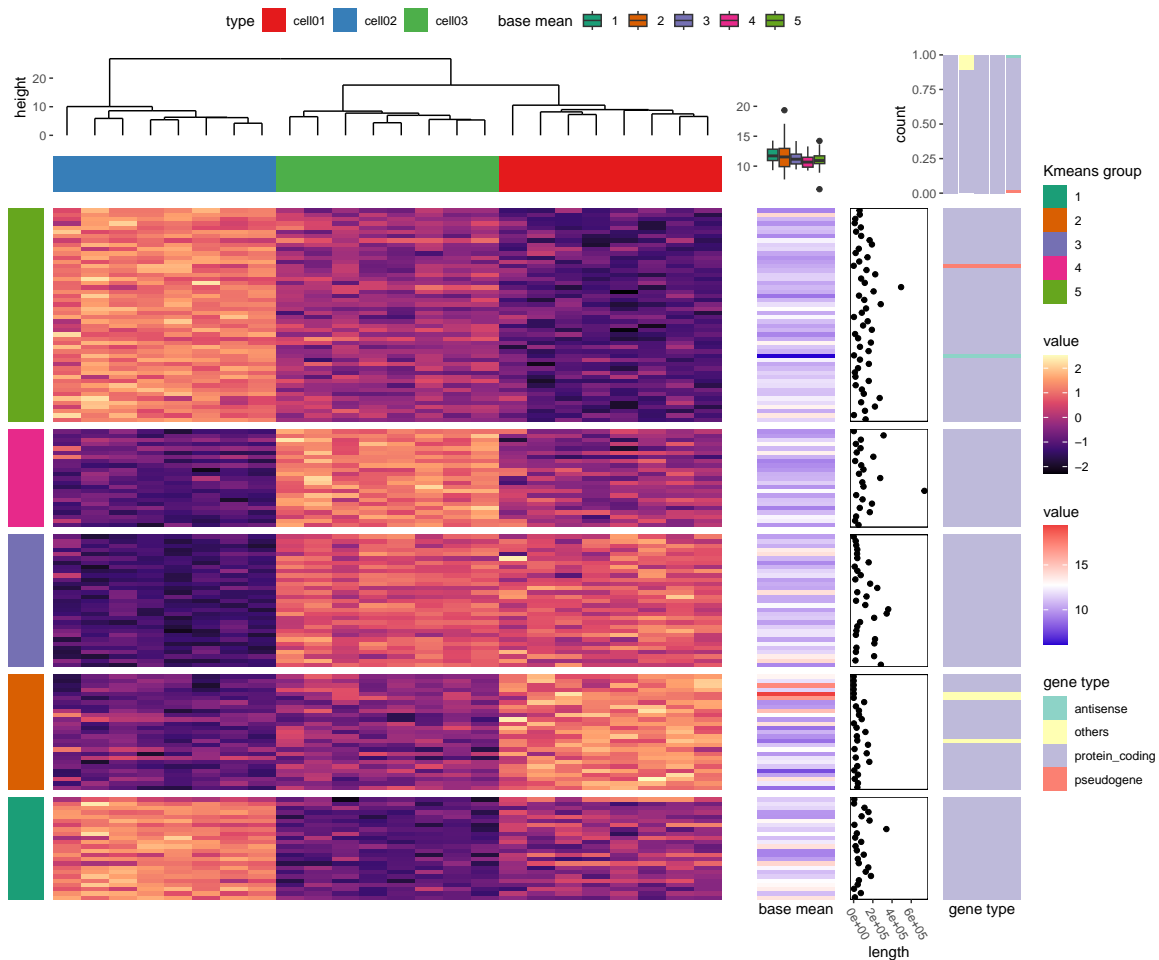 type cell01 cell02 cell03 base mean 1 2 3 4 5
height
20
10
0
20
15
10
count
1.00
0.75
0.50
0.25
0.00
Kmeans group
1
2
3
4
5
value
2
1
0
−1
−2
value
15
10
gene type
antisense
others
protein_coding
pseudogene
base mean
0e+00 2e+05 4e+05 6e+05
length
gene type